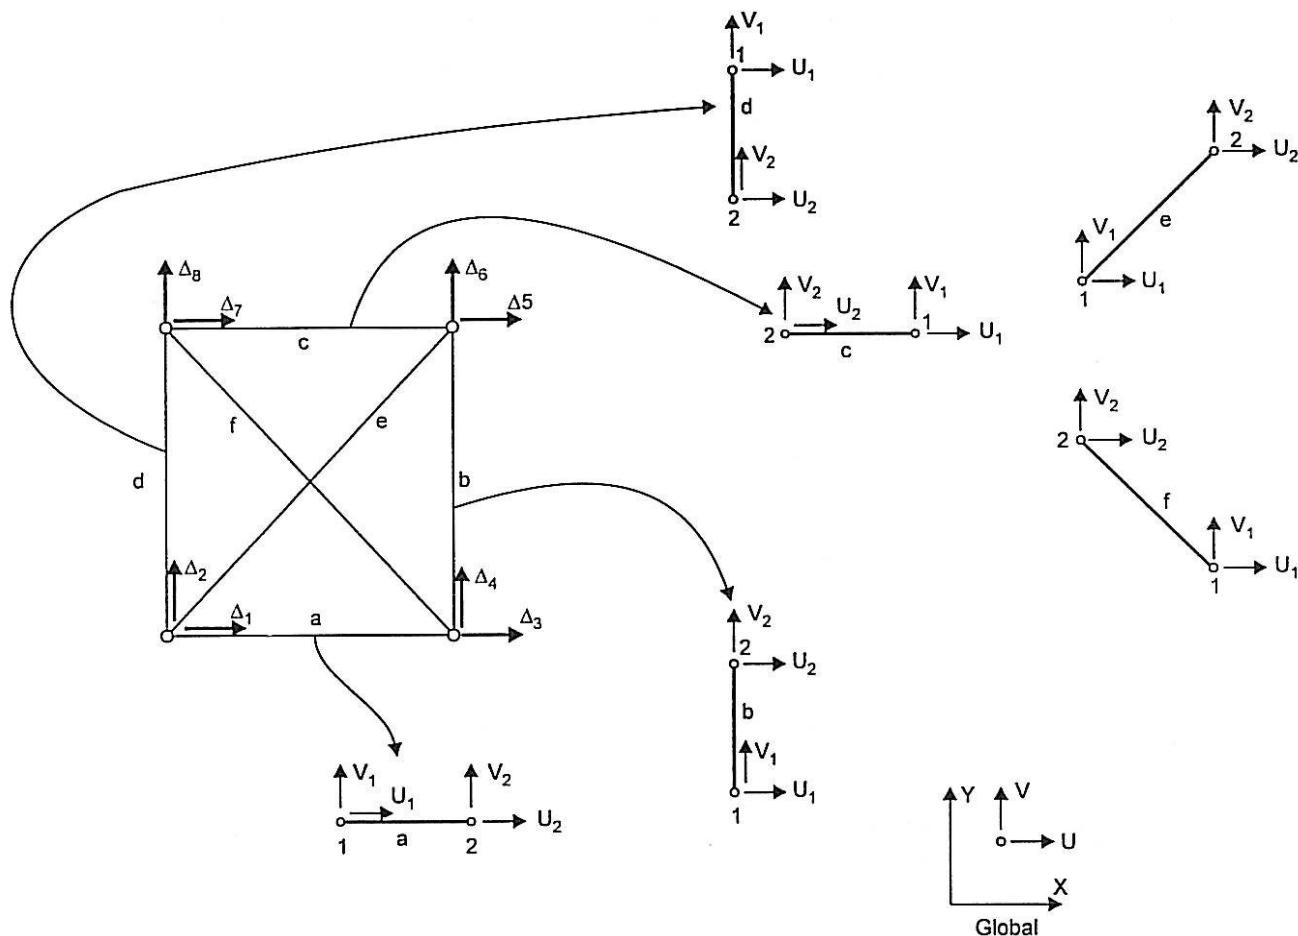 V₁
1
U₁
d
V₂
2
U₂
V₂
2
U₂
e
V₁
1
U₁
Δ₈
Δ₇
Δ₆
Δ5
c
V₂
U₂
V₁
2
c
1
U₁
f
e
d
b
V₂
2
U₂
f
V₁
1
U₁
Δ₂
Δ₁
a
Δ₄
Δ₃
V₂
2
U₂
b
V₁
U₁
1
V₁
U₁
V₂
U₂
1
a
2
Y
V
U
X
Global